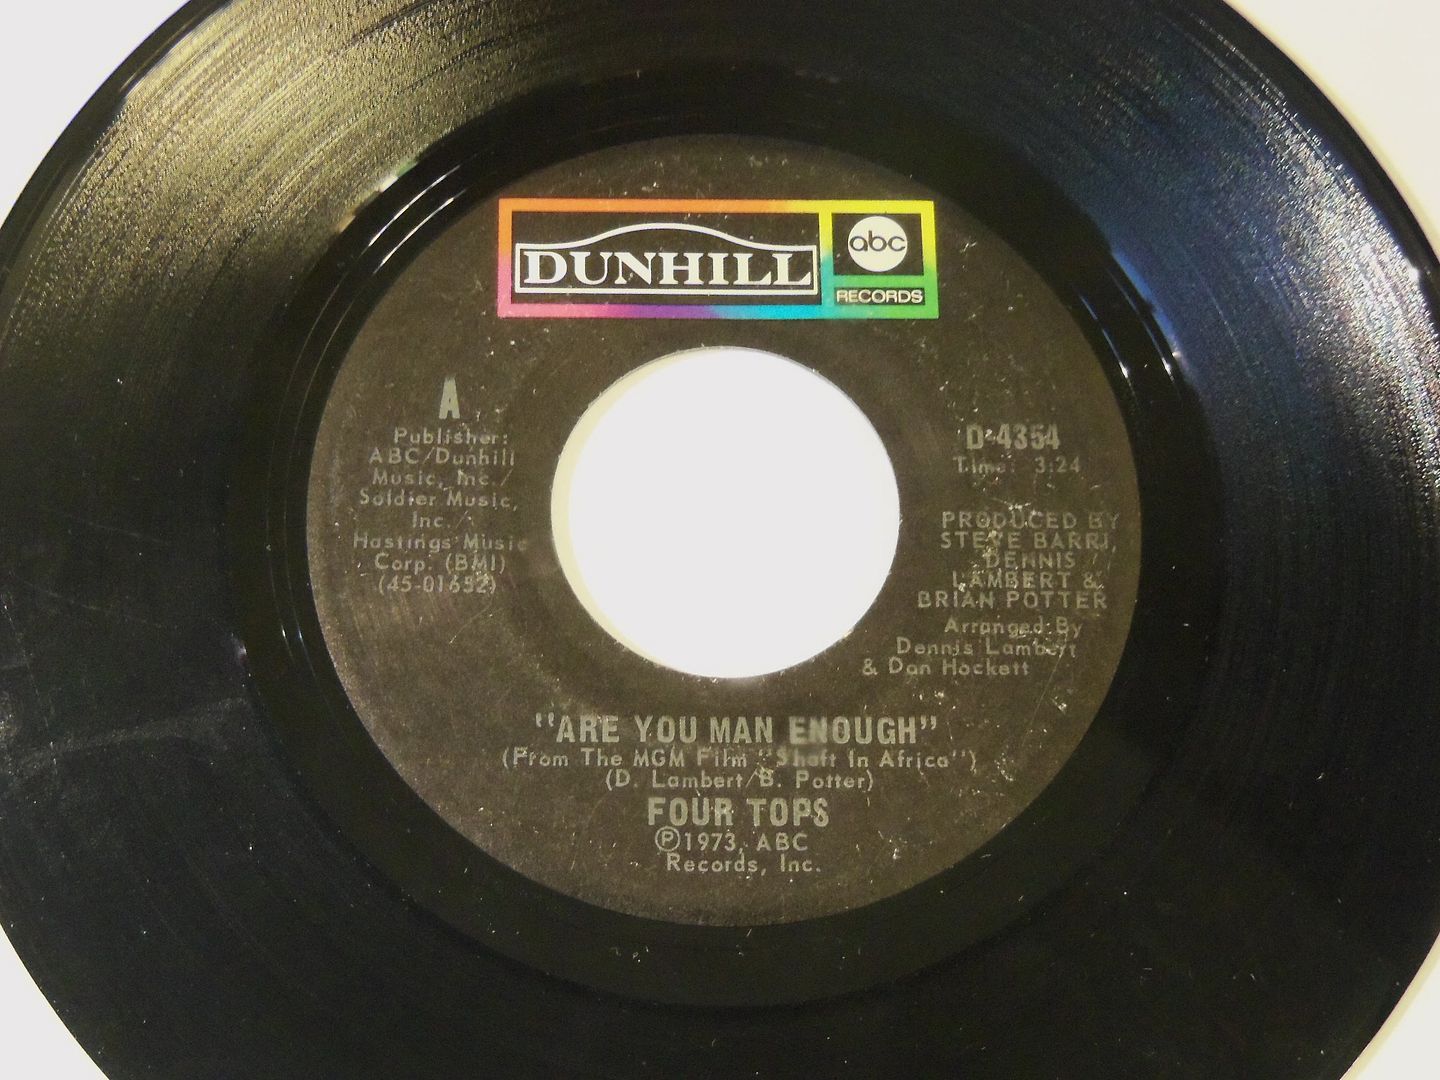 DUNHILL
abc
RECORDS
A
Publisher:
ABC/Dunhill
Music, Inc./
Soldier Music,
Inc./
Hastings Music
Corp. (BMI)
(45-01652)
D-4354
Time: 3:24
PRODUCED BY
STEVE BARRI,
DENNIS
LAMBERT &
BRIAN POTTER
Arranged By
Dennis Lambert
& Don Hockett
"ARE YOU MAN ENOUGH"
(From The MGM Film "Shaft In Africa")
(D. Lambert/B. Potter)
FOUR TOPS
Ⓟ1973, ABC
Records, Inc.